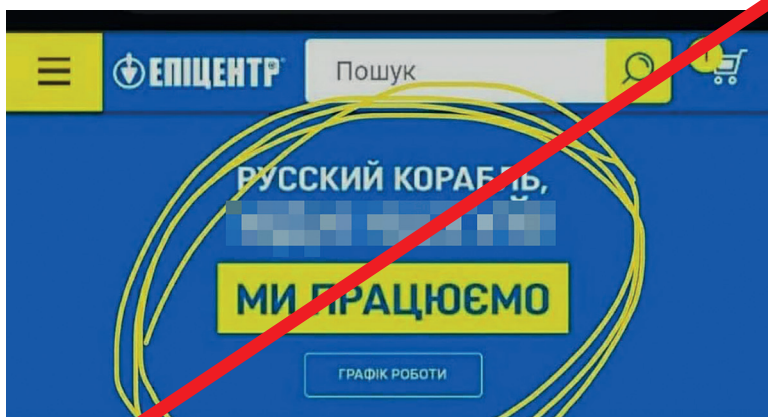 ЕПІЦЕНТР
Пошук
РУССКИЙ КОРАБЛЬ,
МИ ПРАЦЮЄМО
ГРАФІК РОБОТИ